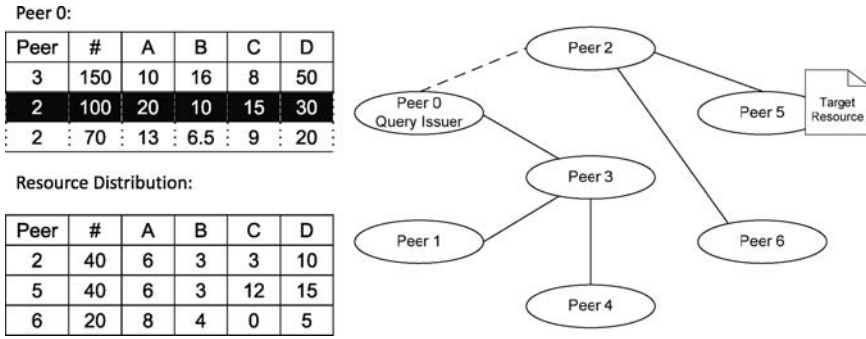 Peer 0:
Peer # A B C D
3 150 10 16 8 50
2 100 20 10 15 30
2 70 13 6.5 9 20
Resource Distribution:
Peer # A B C D
2 40 6 3 3 10
5 40 6 3 12 15
6 20 8 4 0 5
Peer 2
Peer 0
Query Issuer
Peer 5
Target
Resource
Peer 3
Peer 1
Peer 6
Peer 4